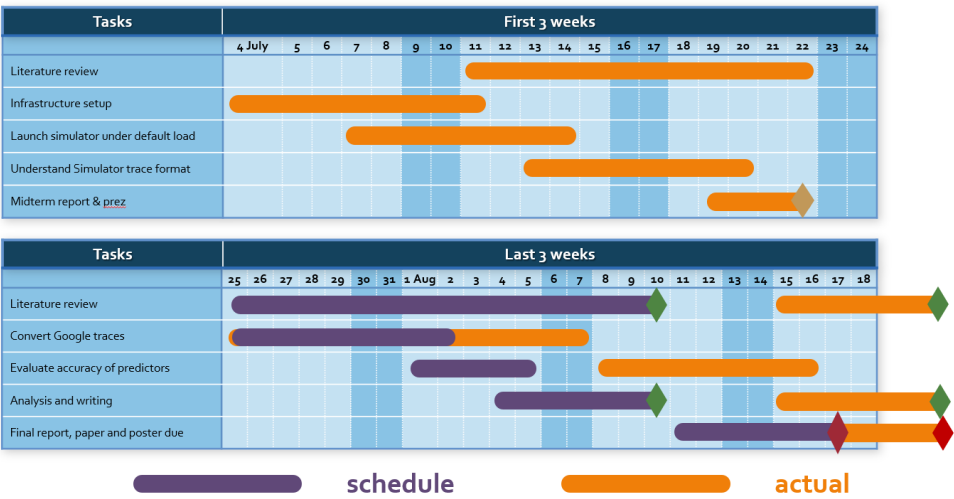 Tasks First 3 weeks
4 July 5 6 7 8 9 10 11 12 13 14 15 16 17 18 19 20 21 22 23 24
Literature review
Infrastructure setup
Launch simulator under default load
Understand Simulator trace format
Midterm report & prez
Tasks Last 3 weeks
25 26 27 28 29 30 31 1 Aug 2 3 4 5 6 7 8 9 10 11 12 13 14 15 16 17 18
Literature review
Convert Google traces
Evaluate accuracy of predictors
Analysis and writing
Final report, paper and poster due
schedule actual